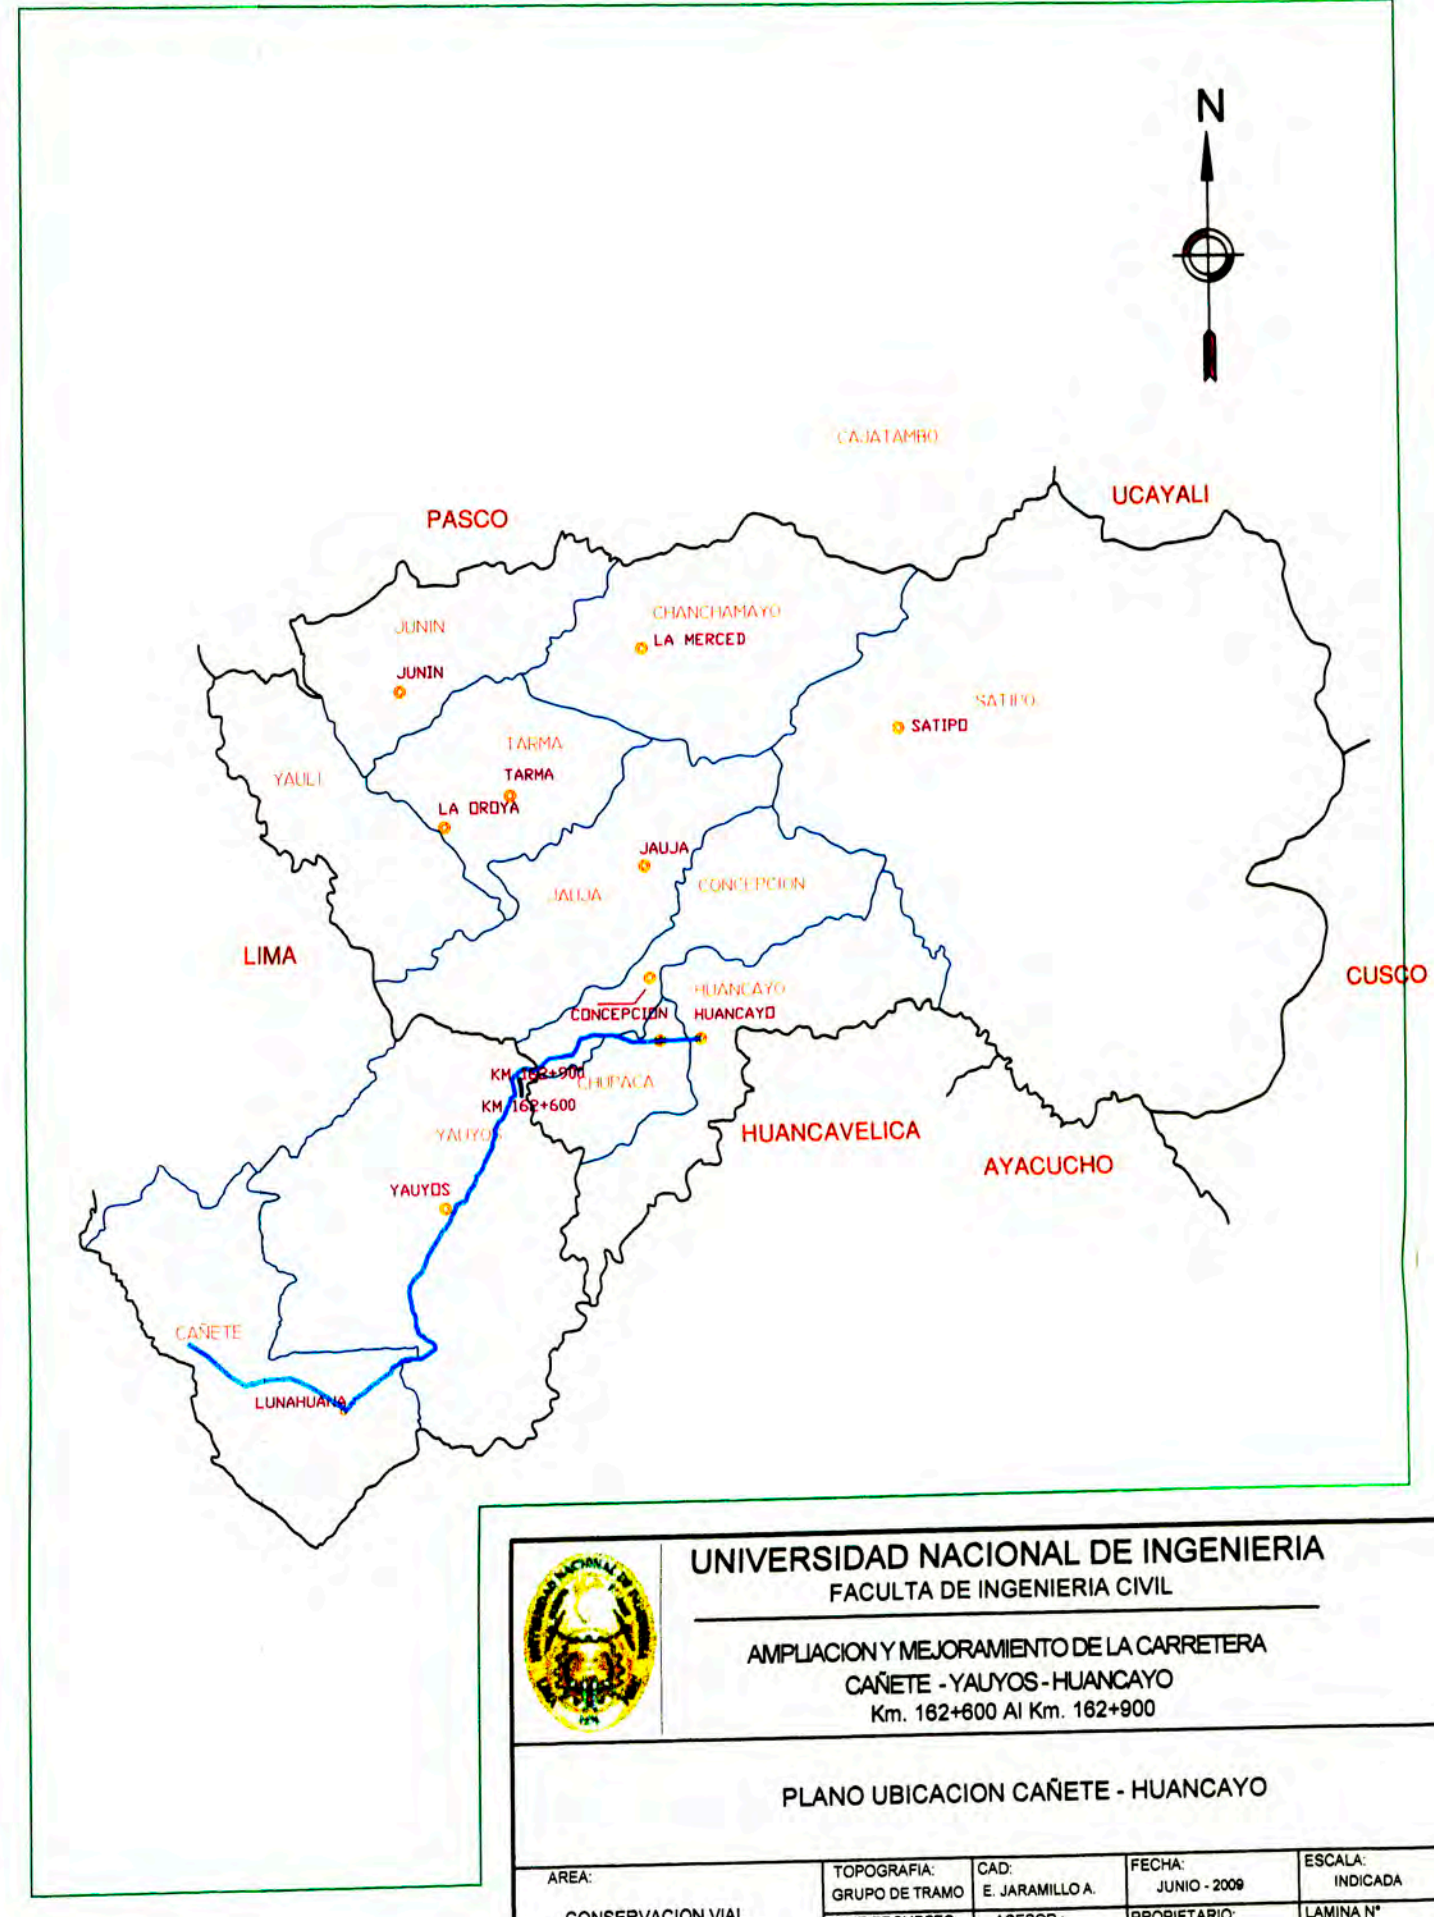 N
CAJATAMBO
UCAYALI
PASCO
CHANCHAMAYO
LA MERCED
JUNIN
JUNIN
SATIPO
SATIPO
TARMA
TARMA
YAULI
LA OROYA
JAUJA
CONCEPCION
JAUJA
LIMA
CUSCO
HUANCAYO
CONCEPCION
HUANCAYO
KM 162+900
CHUPACA
KM 162+600
YAUYOS
HUANCAVELICA
AYACUCHO
YAUYOS
CAÑETE
LUNAHUANA
UNIVERSIDAD NACIONAL DE INGENIERIA
FACULTA DE INGENIERIA CIVIL
AMPLIACION Y MEJORAMIENTO DE LA CARRETERA
CAÑETE - YAUYOS - HUANCAYO
Km. 162+600 Al Km. 162+900
PLANO UBICACION CAÑETE - HUANCAYO
AREA:
TOPOGRAFIA:
GRUPO DE TRAMO
CAD:
E. JARAMILLO A.
FECHA:
JUNIO - 2009
ESCALA:
INDICADA
CONSERVACION VIAL
PROPIETARIO:
LAMINA N°